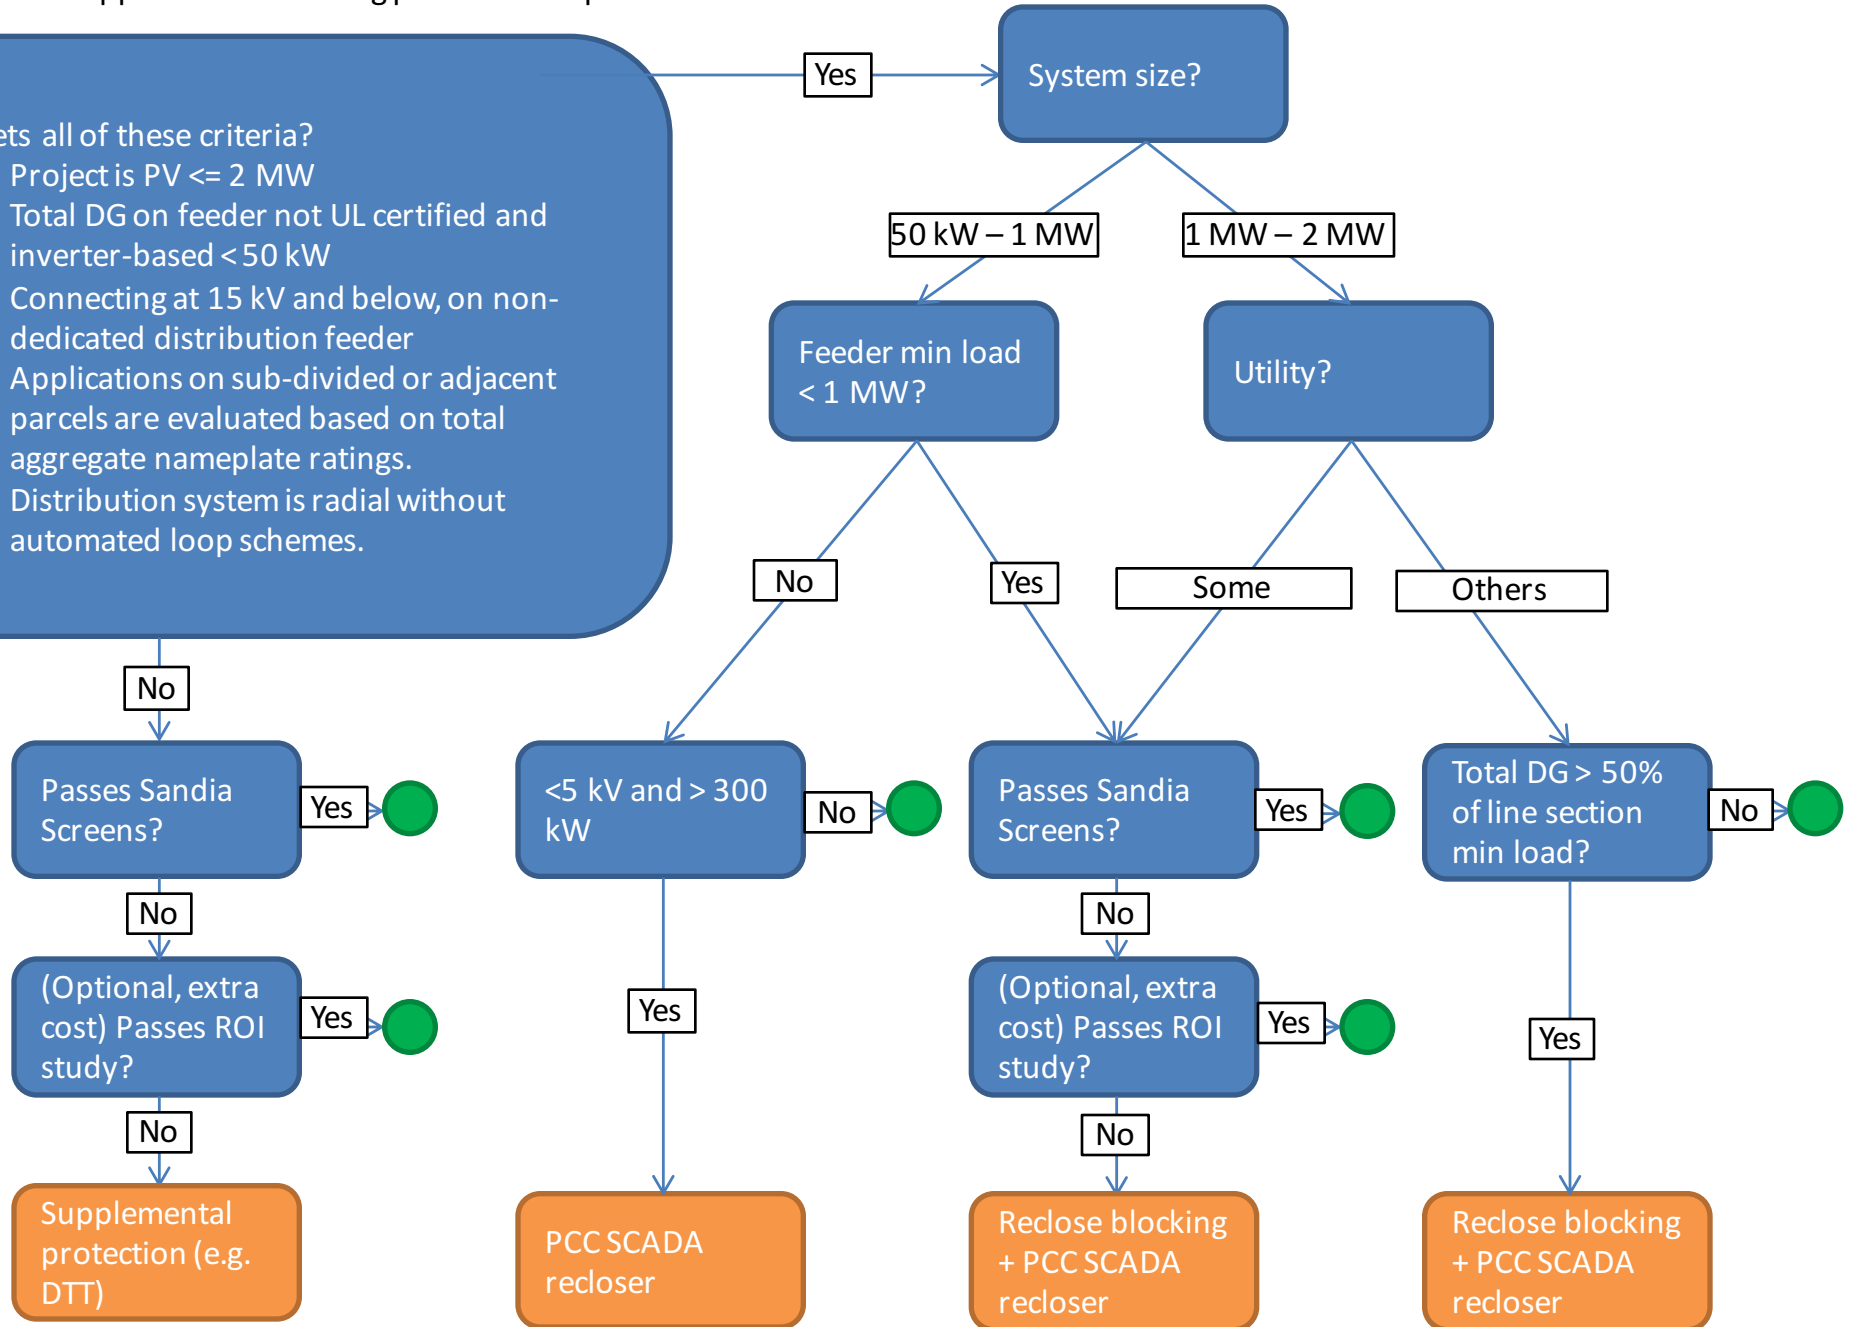 System size?
Yes
all of these criteria?
Project is PV <= 2 MW
Total DG on feeder not UL certified and
inverter-based < 50 kW
Connecting at 15 kV and below, on non-
dedicated distribution feeder
Applications on sub-divided or adjacent
parcels are evaluated based on total
aggregate nameplate ratings.
Distribution system is radial without
automated loop schemes.
50 kW – 1 MW
1 MW – 2 MW
Feeder min load
< 1 MW?
Utility?
No
Yes
Some
Others
No
Passes Sandia
Screens?
Yes
<5 kV and > 300
kW
No
Passes Sandia
Screens?
Yes
Total DG > 50%
of line section
min load?
No
No
No
(Optional, extra
cost) Passes ROI
study?
Yes
Yes
(Optional, extra
cost) Passes ROI
study?
Yes
Yes
No
No
Supplemental
protection (e.g.
DTT)
PCC SCADA
recloser
Reclose blocking
+ PCC SCADA
recloser
Reclose blocking
+ PCC SCADA
recloser